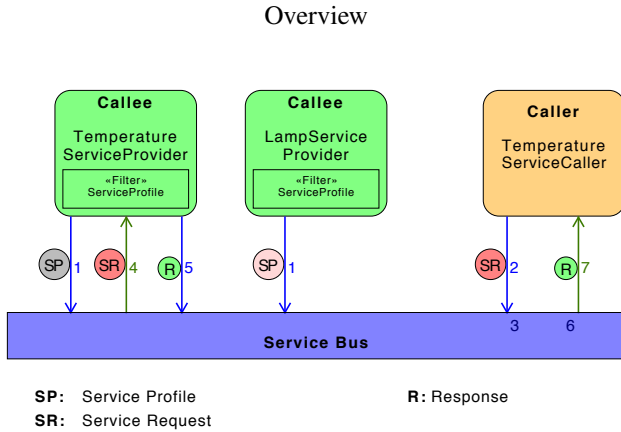 Overview
Callee
Temperature
ServiceProvider
«Filter»
ServiceProfile
Callee
LampService
Provider
«Filter»
ServiceProfile
Caller
Temperature
ServiceCaller
SP 1
SR 4
R 5
SP 1
SR 2
R 7
3
6
Service Bus
SP: Service Profile
R: Response
SR: Service Request